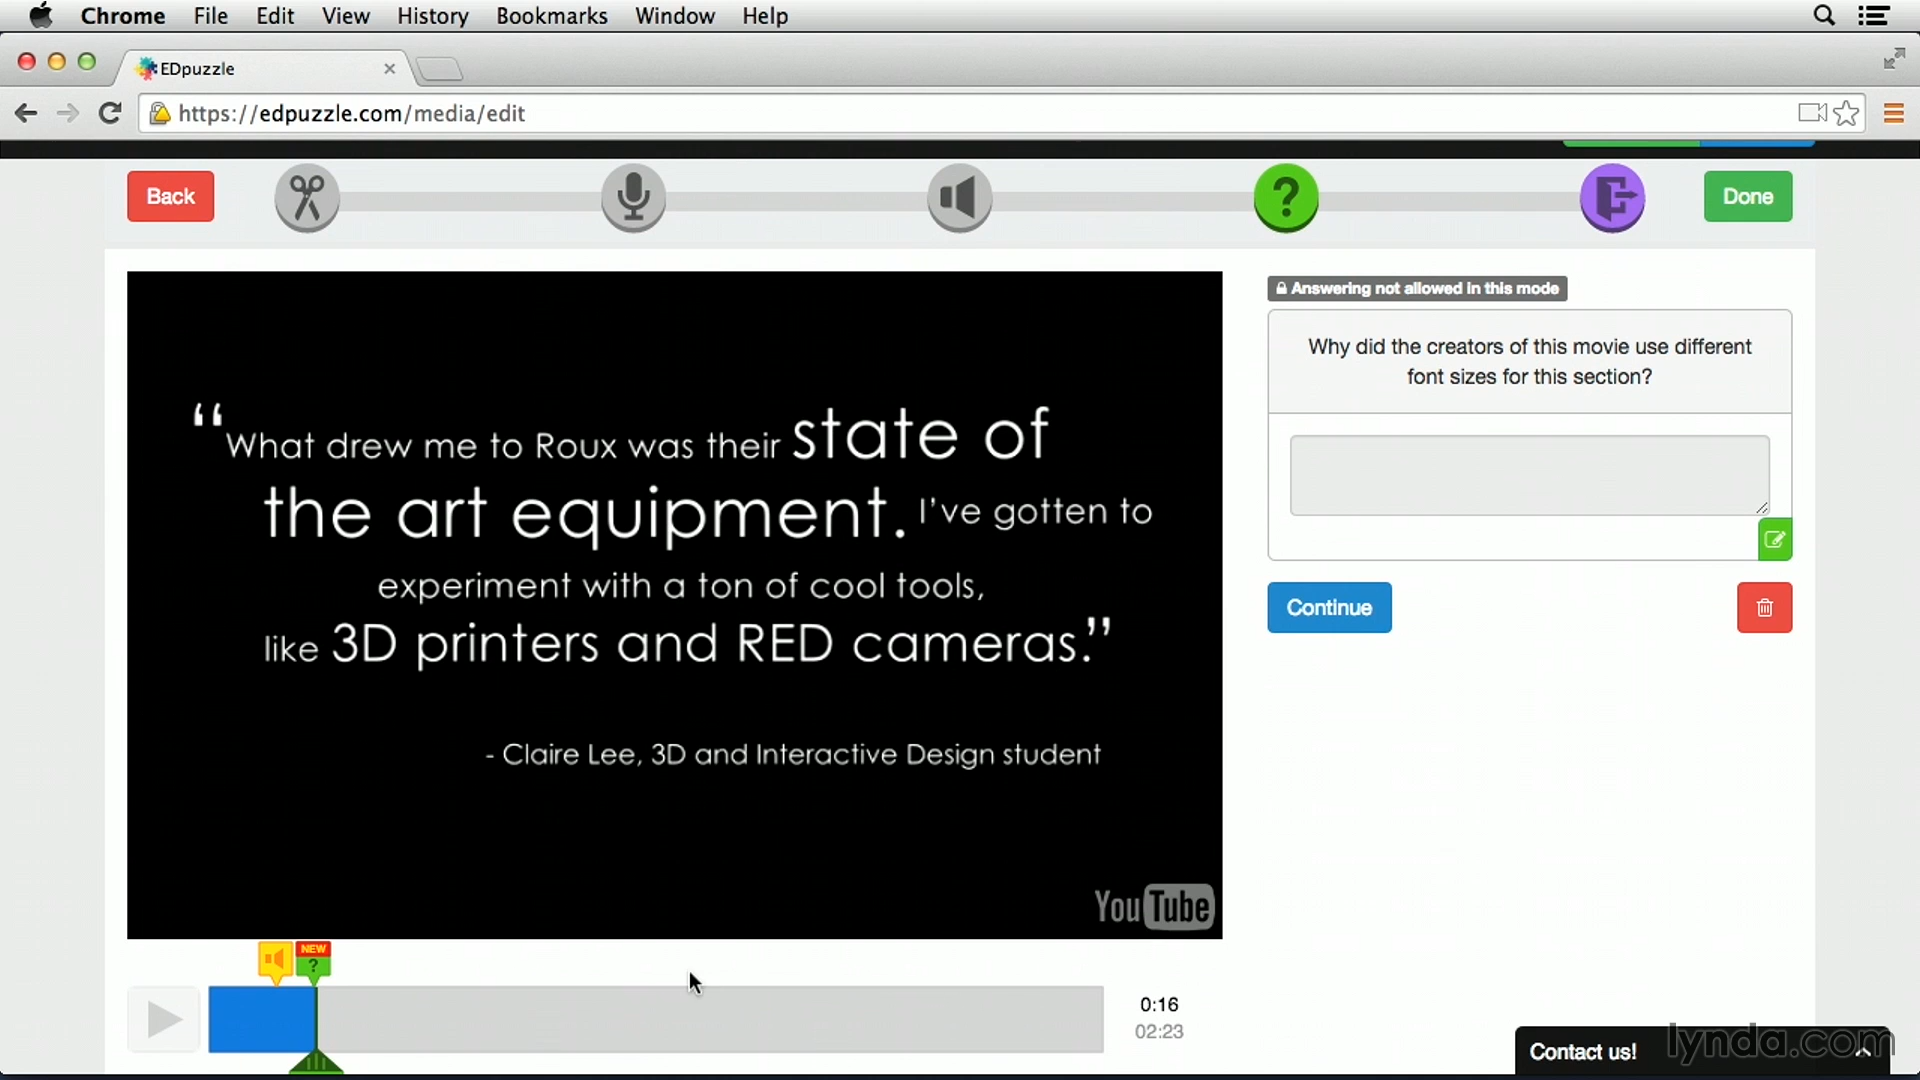 Chrome File Edit View History Bookmarks Window Help
EDpuzzle
https://edpuzzle.com/media/edit
Back
Done
Answering not allowed in this mode
Why did the creators of this movie use different
font sizes for this section?
“What drew me to Roux was their state of
the art equipment. I've gotten to
experiment with a ton of cool tools,
like 3D printers and RED cameras.”
- Claire Lee, 3D and Interactive Design student
Continue
YouTube
NEW
?
0:16
02:23
Contact us!
lynda.com